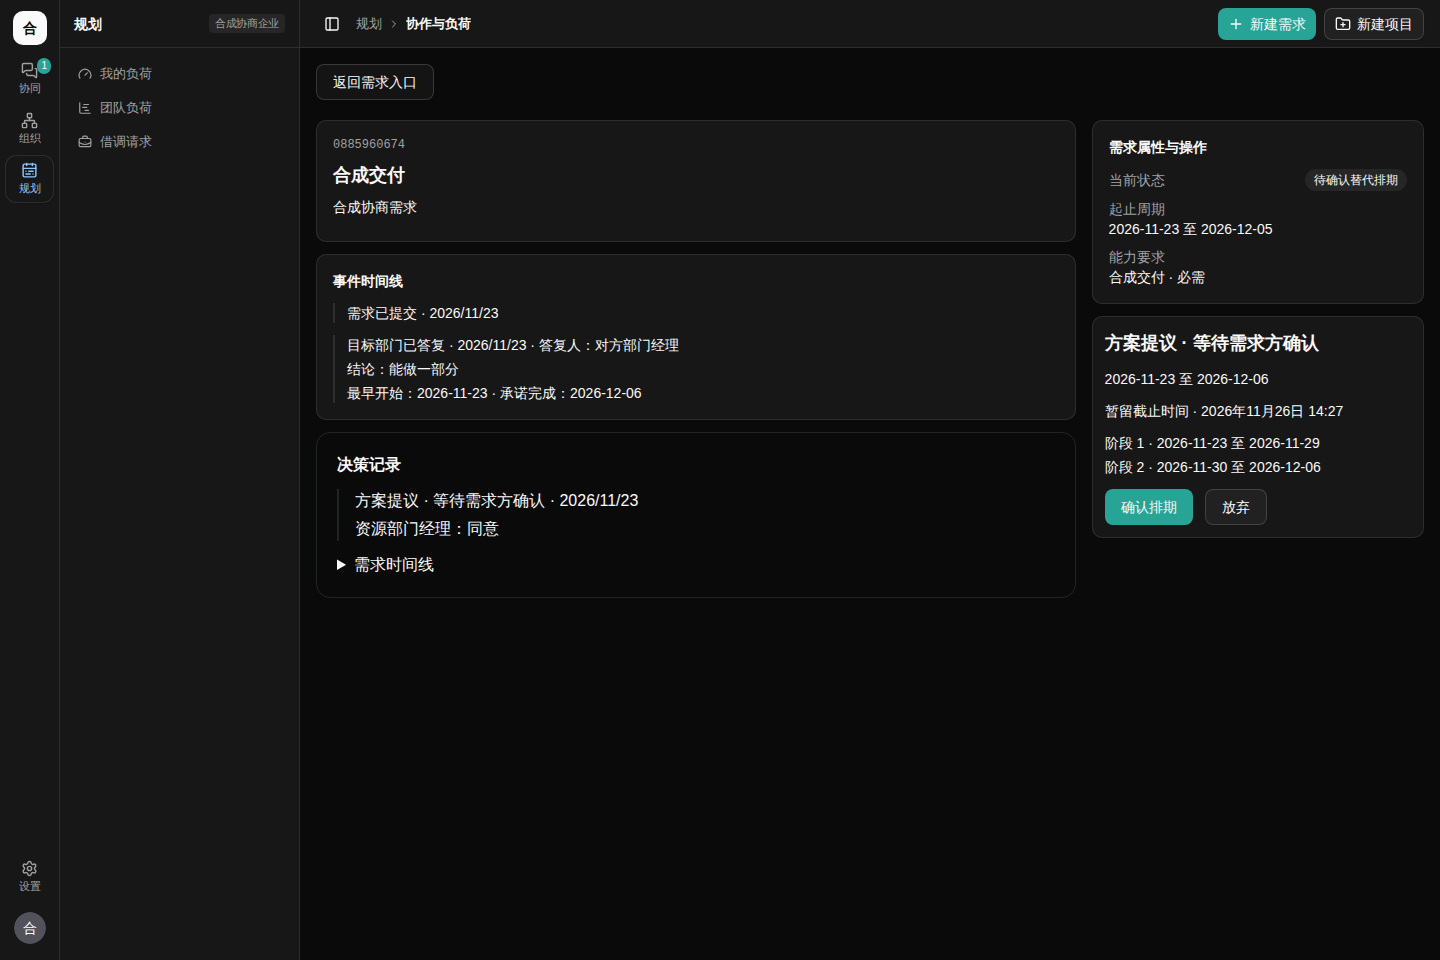 合
1
协同
组织
规划
设置
合
规划
合成协商企业
我的负荷
团队负荷
借调请求
规划
协作与负荷
新建需求
新建项目
返回需求入口
0885960674
合成交付
合成协商需求
事件时间线
需求已提交 · 2026/11/23
目标部门已答复 · 2026/11/23 · 答复人：对方部门经理
结论：能做一部分
最早开始：2026-11-23 · 承诺完成：2026-12-06
决策记录
方案提议 · 等待需求方确认 · 2026/11/23
资源部门经理：同意
需求时间线
需求属性与操作
当前状态
待确认替代排期
起止周期
2026-11-23 至 2026-12-05
能力要求
合成交付 · 必需
方案提议 · 等待需求方确认
2026-11-23 至 2026-12-06
暂留截止时间 · 2026年11月26日 14:27
阶段 1 · 2026-11-23 至 2026-11-29
阶段 2 · 2026-11-30 至 2026-12-06
确认排期
放弃